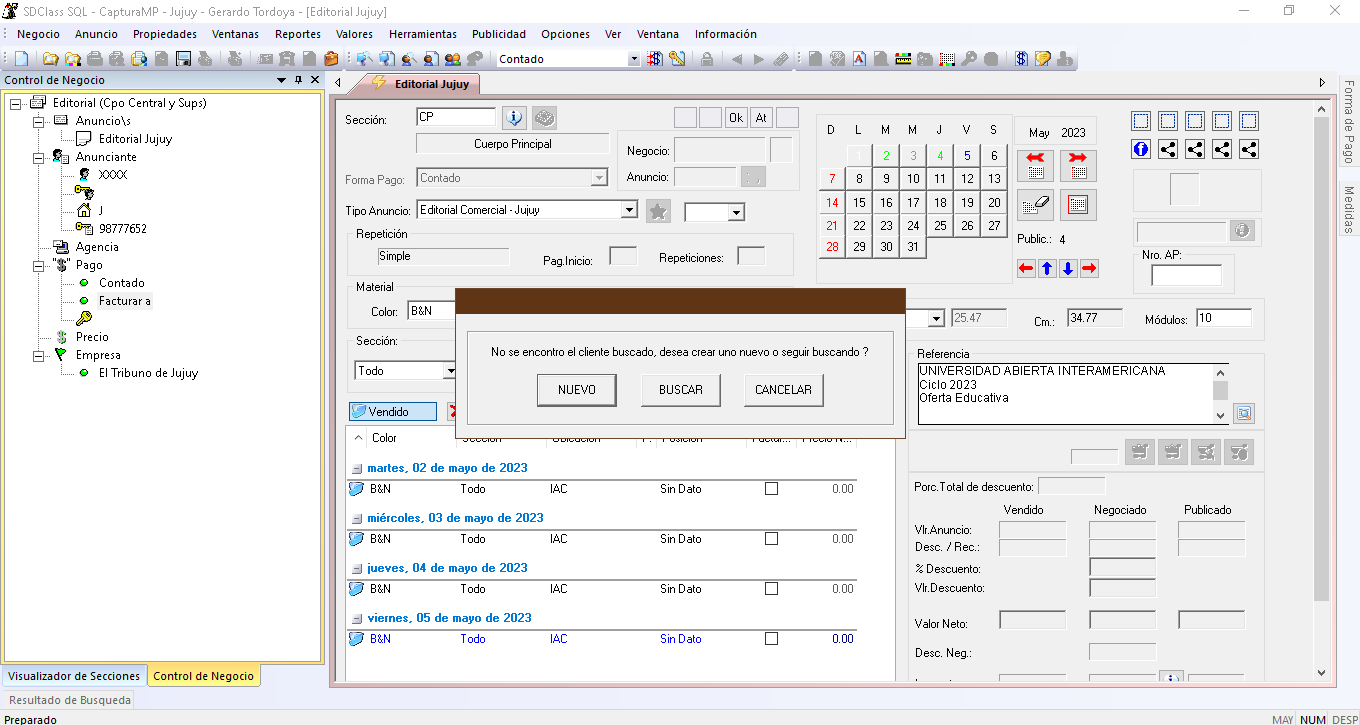 SDClass SQL - CapturaMP - Jujuy - Gerardo Tordoya - [Editorial Jujuy]
Negocio Anuncio Propiedades Ventanas Reportes Valores Herramientas Publicidad Opciones Ver Ventana Información
Contado
Control de Negocio
Editorial (Cpo Central y Sups)
Anuncio\s
Editorial Jujuy
Anunciante
XXXX
J
98777652
Agencia
Pago
Contado
Facturar a
Precio
Empresa
El Tribuno de Jujuy
Visualizador de Secciones
Control de Negocio
Resultado de Busqueda
Preparado
Editorial Jujuy
Sección: CP
Cuerpo Principal
Forma Pago: Contado
Tipo Anuncio: Editorial Comercial - Jujuy
Ok At
Negocio:
Anuncio:
Repetición
Simple
Pag.Inicio:
Repeticiones:
Material
Color: B&N
Sección:
Todo
D L M M J V S
1 2 3 4 5 6
7 8 9 10 11 12 13
14 15 16 17 18 19 20
21 22 23 24 25 26 27
28 29 30 31
May 2023
Public.: 4
Nro. AP:
25.47
Cm.: 34.77
Módulos: 10
No se encontro el cliente buscado, desea crear uno nuevo o seguir buscando ?
NUEVO BUSCAR CANCELAR
Referencia
UNIVERSIDAD ABIERTA INTERAMERICANA
Ciclo 2023
Oferta Educativa
Vendido
Color Sección Ubicación P. Posición Factur... Precio N...
martes, 02 de mayo de 2023
B&N Todo IAC Sin Dato 0.00
miércoles, 03 de mayo de 2023
B&N Todo IAC Sin Dato 0.00
jueves, 04 de mayo de 2023
B&N Todo IAC Sin Dato 0.00
viernes, 05 de mayo de 2023
B&N Todo IAC Sin Dato 0.00
Porc.Total de descuento:
Vendido Negociado Publicado
Vlr.Anuncio:
Desc. / Rec.:
% Descuento:
Vlr.Descuento:
Valor Neto:
Desc. Neg.:
Forma de Pago
Medidas
MAY NUM DESP